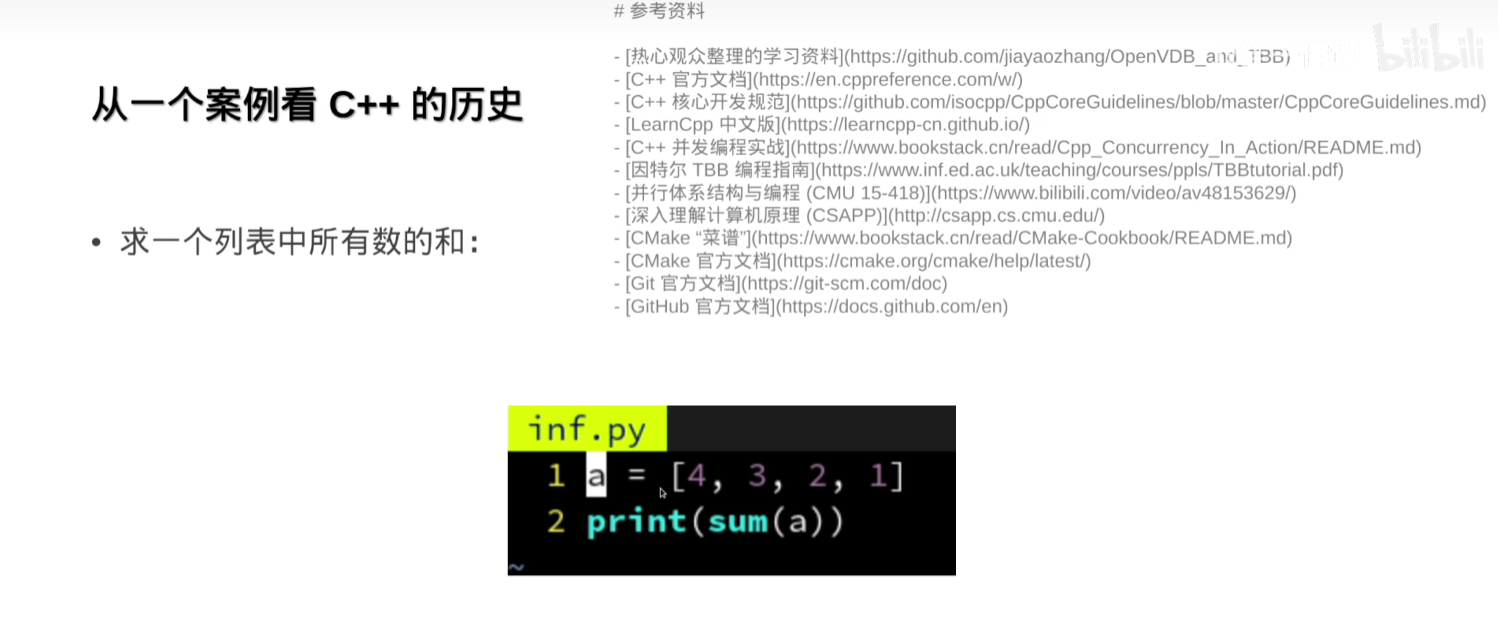 # 参考资料
- [热心观众整理的学习资料](https://github.com/jiayaozhang/OpenVDB_and_TBB)
bilibili
- [C++ 官方文档](https://en.cppreference.com/w/)
从一个案例看 C++ 的历史
- [C++ 核心开发规范](https://github.com/isocpp/CppCoreGuidelines/blob/master/CppCoreGuidelines.md)
- [LearnCpp 中文版](https://learncpp-cn.github.io/)
- [C++ 并发编程实战](https://www.bookstack.cn/read/Cpp_Concurrency_In_Action/README.md)
- [因特尔 TBB 编程指南](https://www.inf.ed.ac.uk/teaching/courses/ppls/TBBtutorial.pdf)
- [并行体系结构与编程 (CMU 15-418)](https://www.bilibili.com/video/av48153629/)
- [深入理解计算机原理 (CSAPP)](http://csapp.cs.cmu.edu/)
• 求一个列表中所有数的和:
- [CMake “菜谱”](https://www.bookstack.cn/read/CMake-Cookbook/README.md)
- [CMake 官方文档](https://cmake.org/cmake/help/latest/)
- [Git 官方文档](https://git-scm.com/doc)
- [GitHub 官方文档](https://docs.github.com/en)
inf.py
1 a = [4, 3, 2, 1]
2 print(sum(a))
~